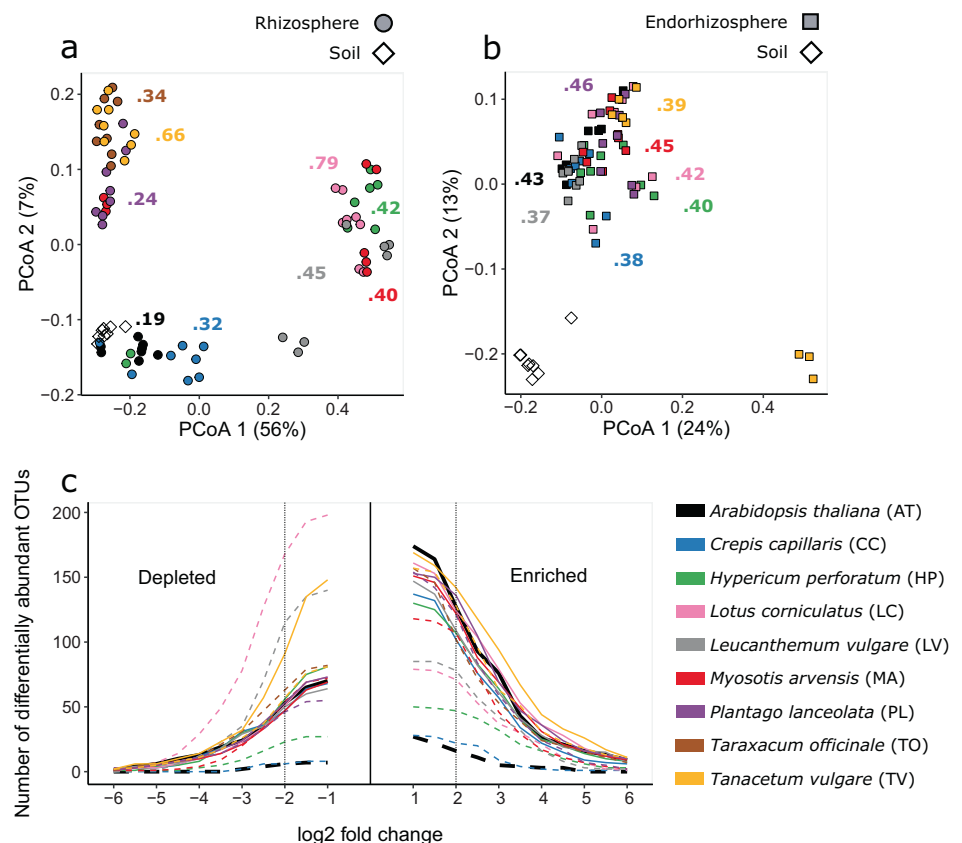 Rhizosphere
Soil
a
.34
.66
.24
.79
.42
.45
.40
.19
.32
0.2
0.1
0.0
−0.1
−0.2
−0.2
0.0
0.2
0.4
PCoA 2 (7%)
PCoA 1 (56%)
Endorhizosphere
Soil
b
.46
.39
.45
.43
.42
.37
.40
.38
0.1
0.0
−0.1
−0.2
−0.2
0.0
0.2
0.4
PCoA 2 (13%)
PCoA 1 (24%)
c
Number of differentially abundant OTUs
200
150
100
50
0
Depleted
Enriched
−6 −5 −4 −3 −2 −1
1 2 3 4 5 6
log2 fold change
Arabidopsis thaliana (AT)
Crepis capillaris (CC)
Hypericum perforatum (HP)
Lotus corniculatus (LC)
Leucanthemum vulgare (LV)
Myosotis arvensis (MA)
Plantago lanceolata (PL)
Taraxacum officinale (TO)
Tanacetum vulgare (TV)